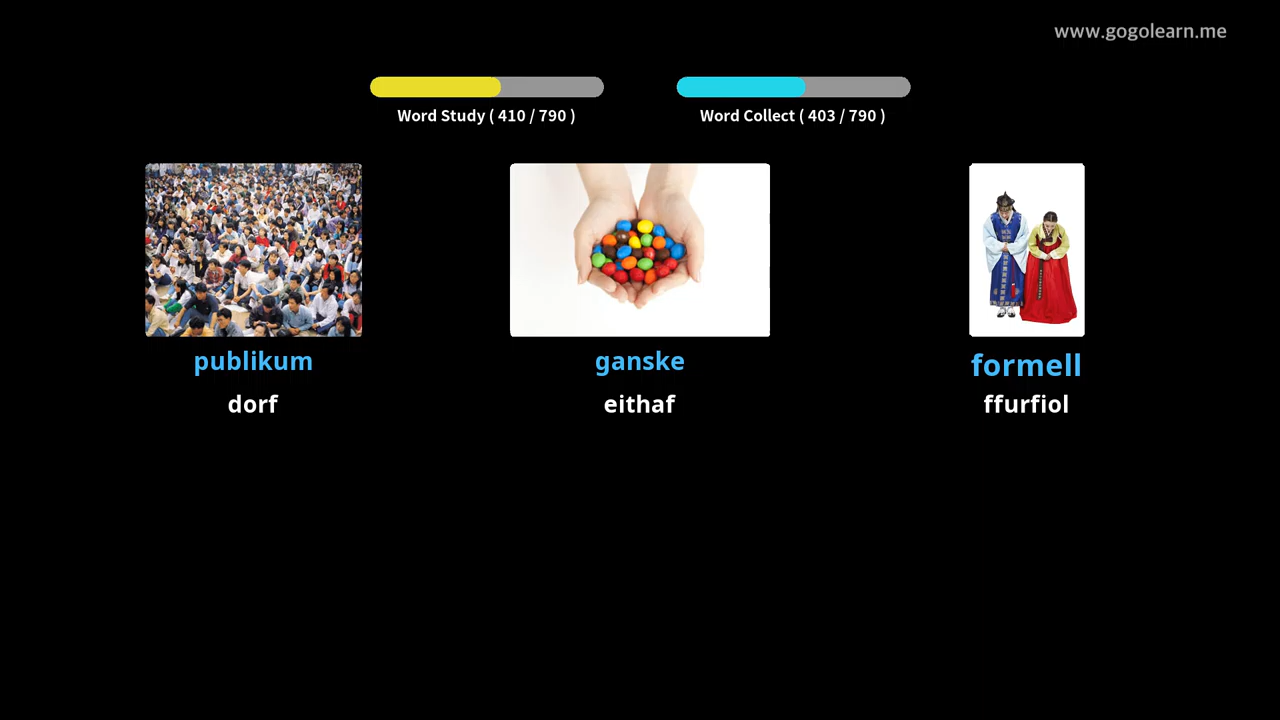 www.gogolearn.me
Word Study ( 410 / 790 )
Word Collect ( 403 / 790 )
publikum
dorf
ganske
eithaf
formell
ffurfiol